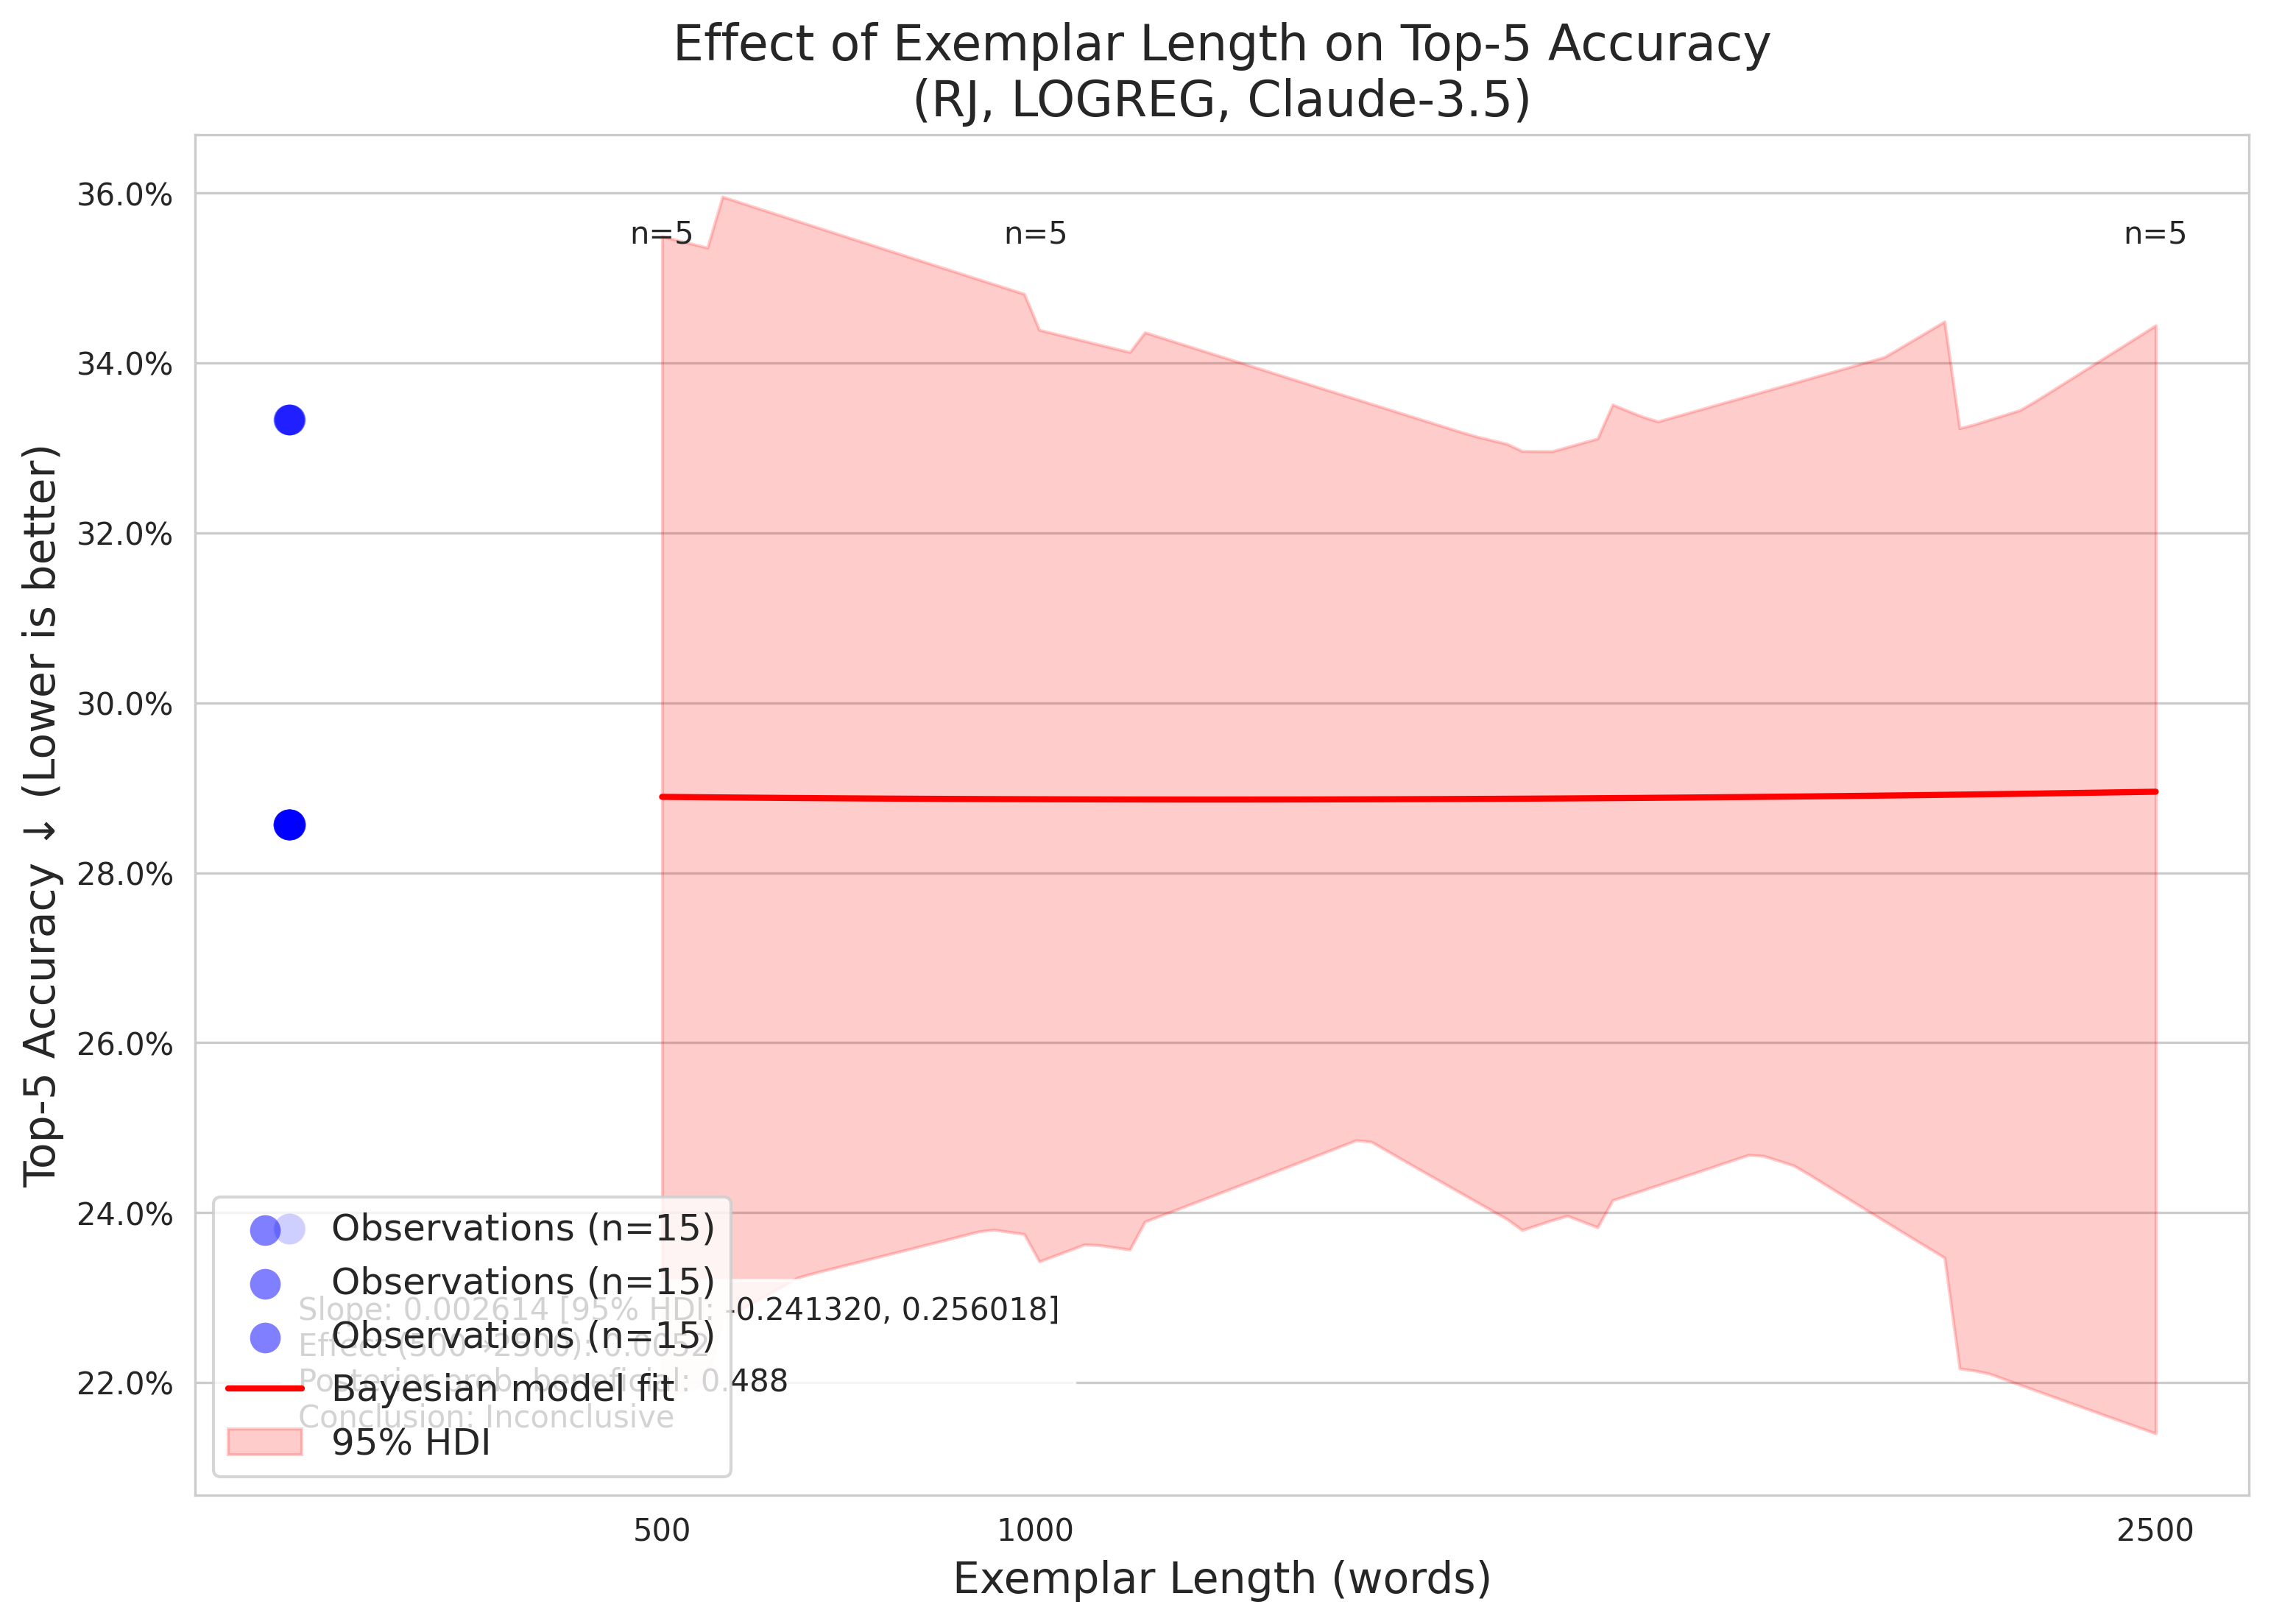 Effect of Exemplar Length on Top-5 Accuracy
(RJ, LOGREG, Claude-3.5)
Top-5 Accuracy ↓ (Lower is better)
36.0%
34.0%
32.0%
30.0%
28.0%
26.0%
24.0%
22.0%
n=5
n=5
n=5
Observations (n=15)
Observations (n=15)
Observations (n=15)
Bayesian model fit
95% HDI
Slope: 0.002614 [95% HDI: -0.241320, 0.256018]
Effect (500→2500): 0.0052
Posterior prob. beneficial: 0.488
Conclusion: Inconclusive
500
1000
2500
Exemplar Length (words)